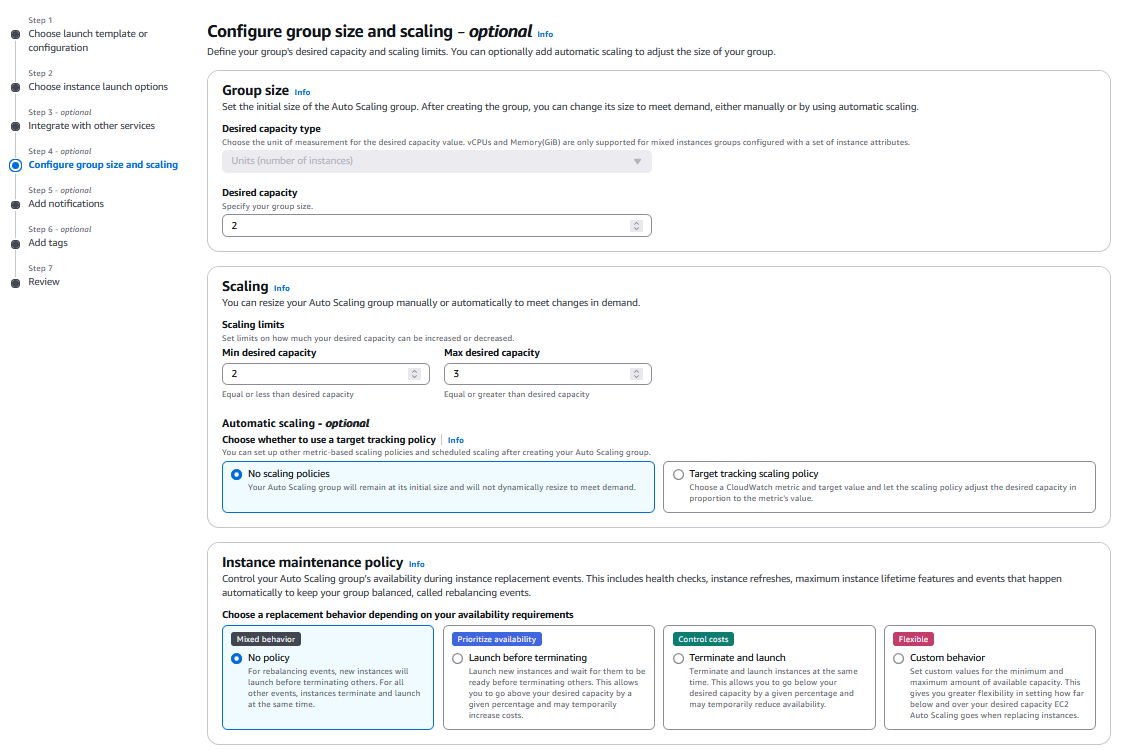 Step 1
Choose launch template or
configuration
Step 2
Choose instance launch options
Step 3 - optional
Integrate with other services
Step 4 - optional
Configure group size and scaling
Step 5 - optional
Add notifications
Step 6 - optional
Add tags
Step 7
Review
Configure group size and scaling - optional Info
Define your group's desired capacity and scaling limits. You can optionally add automatic scaling to adjust the size of your group.
Group size Info
Set the initial size of the Auto Scaling group. After creating the group, you can change its size to meet demand, either manually or by using automatic scaling.
Desired capacity type
Choose the unit of measurement for the desired capacity value. vCPUs and Memory(GiB) are only supported for mixed instances groups configured with a set of instance attributes.
Units (number of instances)
Desired capacity
Specify your group size.
2
Scaling Info
You can resize your Auto Scaling group manually or automatically to meet changes in demand.
Scaling limits
Set limits on how much your desired capacity can be increased or decreased.
Min desired capacity
2
Equal or less than desired capacity
Max desired capacity
3
Equal or greater than desired capacity
Automatic scaling - optional
Choose whether to use a target tracking policy | Info
You can set up other metric-based scaling policies and scheduled scaling after creating your Auto Scaling group.
No scaling policies
Your Auto Scaling group will remain at its initial size and will not dynamically resize to meet demand.
Target tracking scaling policy
Choose a CloudWatch metric and target value and let the scaling policy adjust the desired capacity in
proportion to the metric's value.
Instance maintenance policy Info
Control your Auto Scaling group's availability during instance replacement events. This includes health checks, instance refreshes, maximum instance lifetime features and events that happen
automatically to keep your group balanced, called rebalancing events.
Choose a replacement behavior depending on your availability requirements
Mixed behavior
No policy
For rebalancing events, new instances will
launch before terminating others. For all
other events, instances terminate and launch
at the same time.
Prioritize availability
Launch before terminating
Launch new instances and wait for them to be
ready before terminating others. This allows
you to go above your desired capacity by a
given percentage and may temporarily
increase costs.
Control costs
Terminate and launch
Terminate and launch instances at the same
time. This allows you to go below your
desired capacity by a given percentage and
may temporarily reduce availability.
Flexible
Custom behavior
Set custom values for the minimum and
maximum amount of available capacity. This
gives you greater flexibility in setting how far
below and over your desired capacity EC2
Auto Scaling goes when replacing instances.